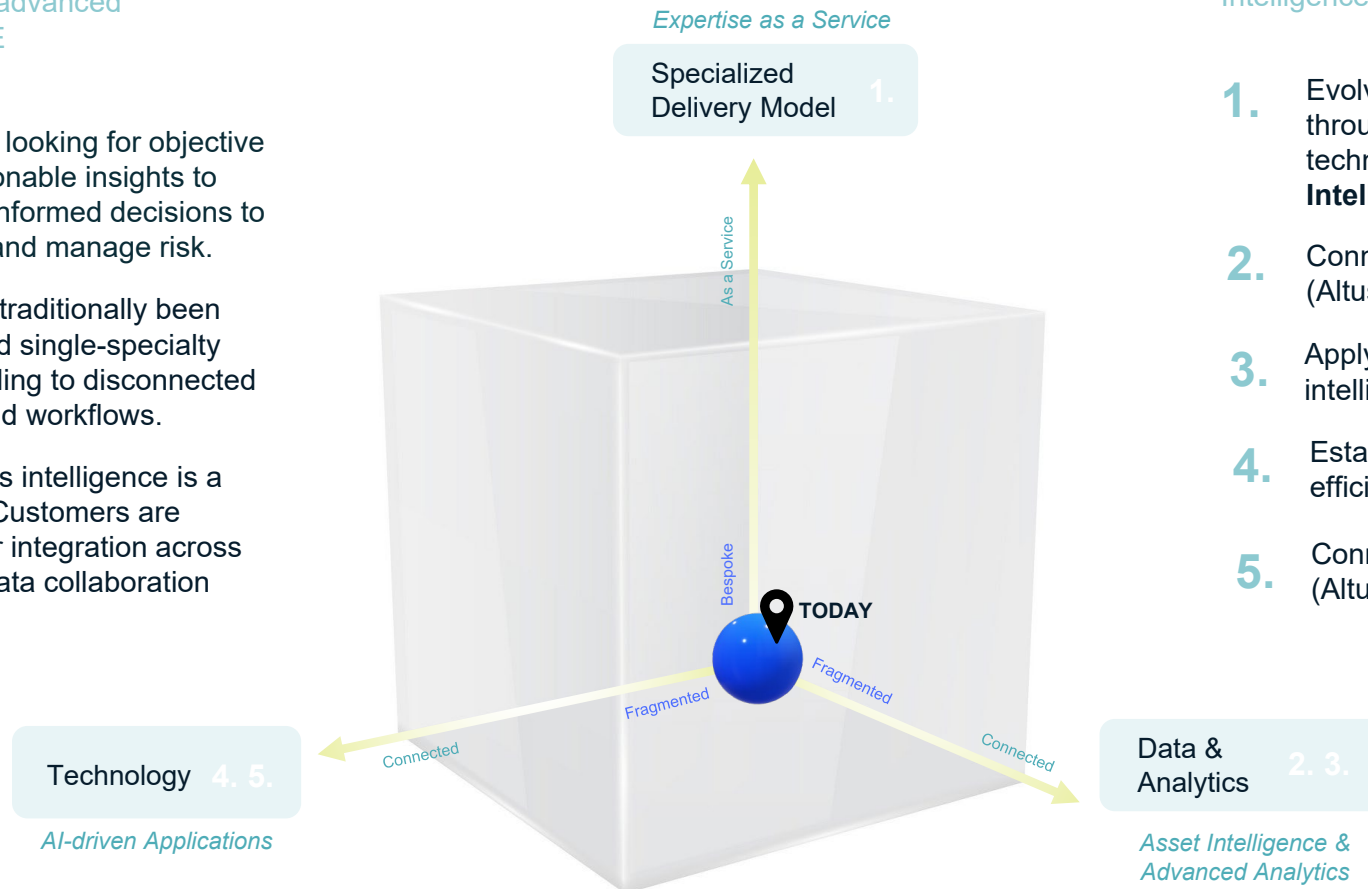 advanced
E
looking for objective
onable insights to
nformed decisions to
and manage risk.
traditionally been
d single-specialty
ling to disconnected
d workflows.
s intelligence is a
Customers are
r integration across
ata collaboration
Expertise as a Service
Specialized
Delivery Model 1.
As a Service
Bespoke
TODAY
Fragmented
Fragmented
Connected
Connected
Technology 4. 5.
AI-driven Applications
Data &
Analytics 2. 3.
Asset Intelligence &
Advanced Analytics
Intelligence
1. Evolv
throu
techn
Intel
2. Conn
(Altus
3. Apply
intelli
4. Esta
effici
5. Conn
(Altu